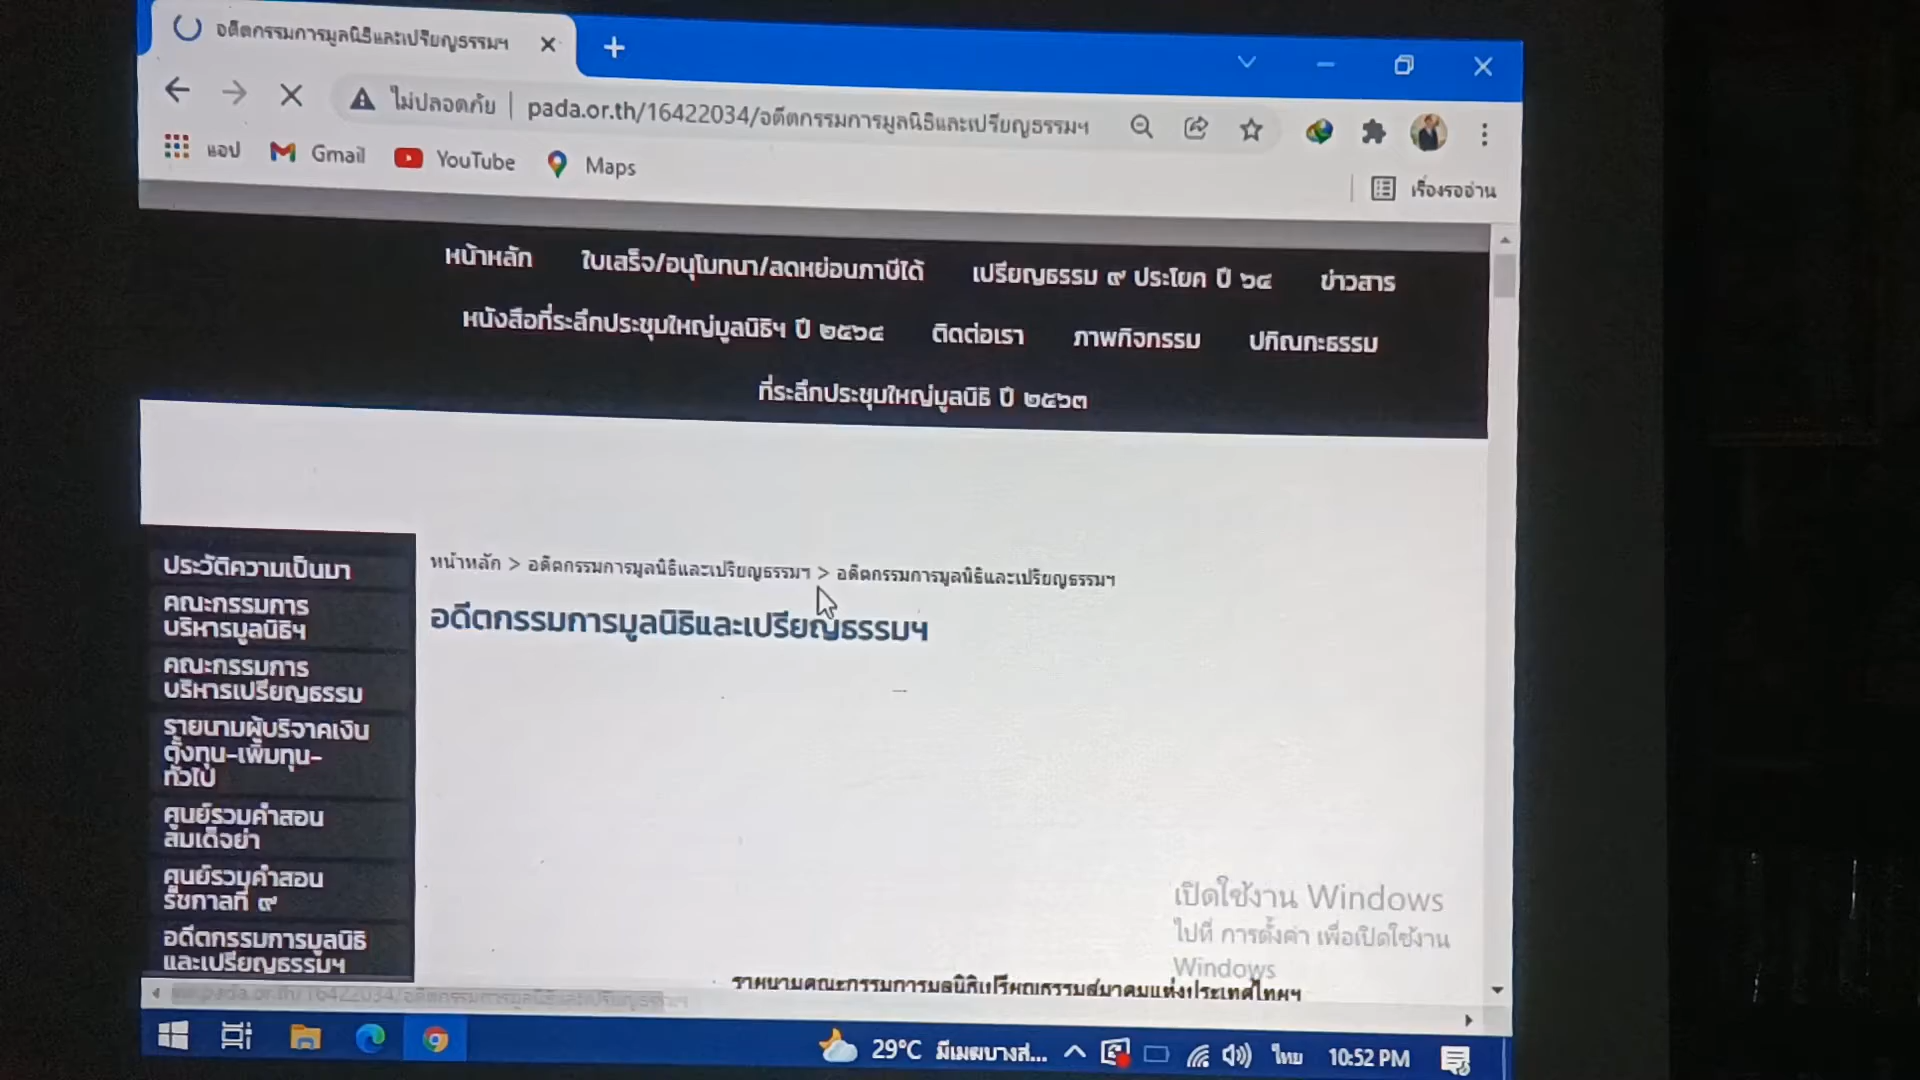 อดีตกรรมการมูลนิธิและเปรียญธรรมฯ
ไม่ปลอดภัย | pada.or.th/16422034/อดีตกรรมการมูลนิธิและเปรียญธรรมฯ
แอป Gmail YouTube Maps
เรื่องรออ่าน
หน้าหลัก ใบเสร็จ/อนุโมทนา/ลดหย่อนภาษีได้ เปรียญธรรม ๙ ประโยค ปี ๖๔ ข่าวสาร
หนังสือที่ระลึกประชุมใหญ่มูลนิธิฯ ปี ๒๕๖๔ ติดต่อเรา ภาพกิจกรรม ปกิณกะธรรม
ที่ระลึกประชุมใหญ่มูลนิธิ ปี ๒๕๖๓
ประวัติความเป็นมา
คณะกรรมการ
บริหารมูลนิธิฯ
คณะกรรมการ
บริหารเปรียญธรรม
รายนามผู้บริจาคเงิน
ตั้งทุน-เพิ่มทุน-
ทั่วไป
ศูนย์รวมคำสอน
สมเด็จย่า
ศูนย์รวมคำสอน
รัชกาลที่ ๙
อดีตกรรมการมูลนิธิ
และเปรียญธรรมฯ
หน้าหลัก > อดีตกรรมการมูลนิธิและเปรียญธรรมฯ > อดีตกรรมการมูลนิธิและเปรียญธรรมฯ
อดีตกรรมการมูลนิธิและเปรียญธรรมฯ
เปิดใช้งาน Windows
ไปที่ การตั้งค่า เพื่อเปิดใช้งาน
Windows
29°C มีเมฆบางส่...
ไทย 10:52 PM